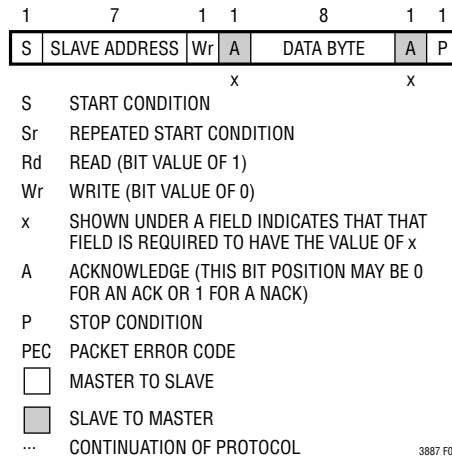 1 7 1 1 8 1 1
S SLAVE ADDRESS Wr A DATA BYTE A P
x x
S START CONDITION
Sr REPEATED START CONDITION
Rd READ (BIT VALUE OF 1)
Wr WRITE (BIT VALUE OF 0)
x SHOWN UNDER A FIELD INDICATES THAT THAT
FIELD IS REQUIRED TO HAVE THE VALUE OF x
A ACKNOWLEDGE (THIS BIT POSITION MAY BE 0
FOR AN ACK OR 1 FOR A NACK)
P STOP CONDITION
PEC PACKET ERROR CODE
MASTER TO SLAVE
SLAVE TO MASTER
... CONTINUATION OF PROTOCOL 3887 F0